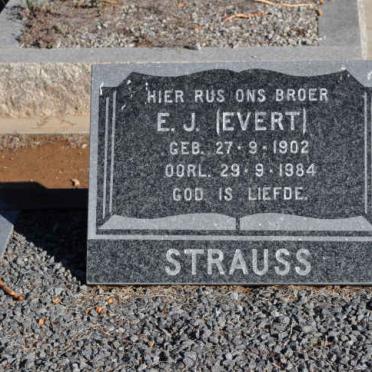 HIER RUS ONS BROER
E. J. (EVERT)
GEB. 27·9·1902
OORL. 29·9·1984
GOD IS LIEFDE.
STRAUSS